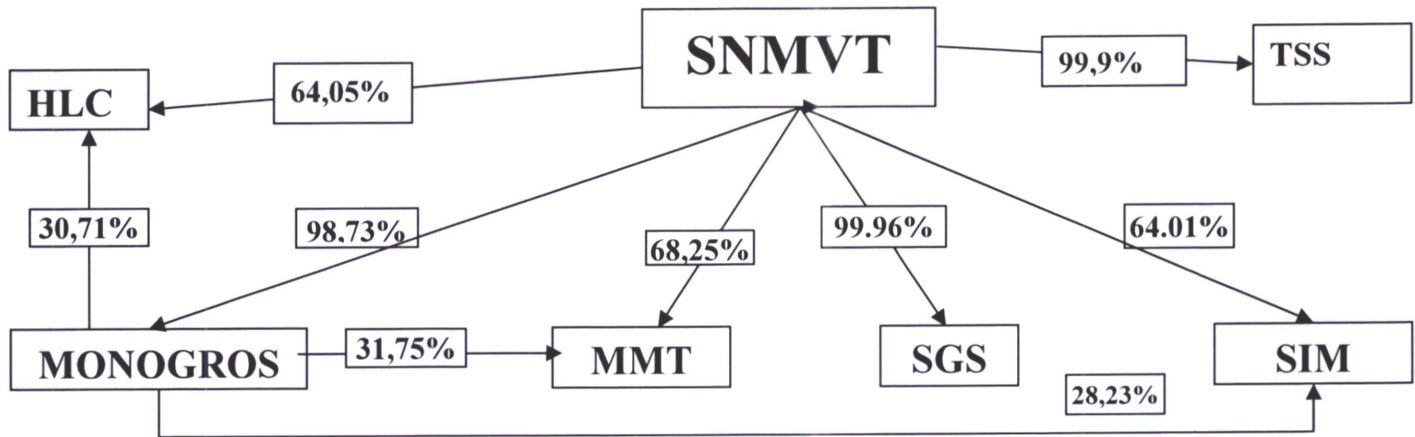 SNMVT
TSS
99,9%
64,05%
HLC
30,71%
98,73%
68,25%
99.96%
64.01%
MONOGROS
31,75%
MMT
SGS
SIM
28,23%